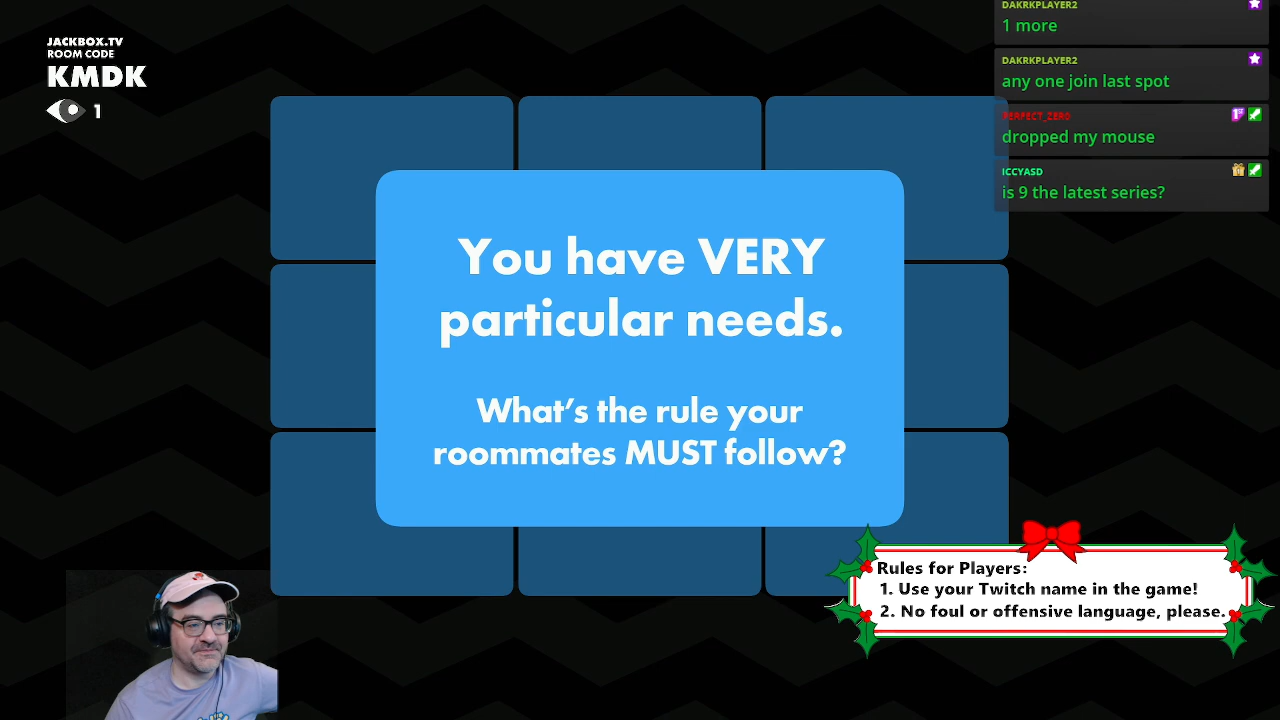 JACKBOX.TV
ROOM CODE
KMDK
1
You have VERY
particular needs.
What's the rule your
roommates MUST follow?
DAKRKPLAYER2
1 more
DAKRKPLAYER2
any one join last spot
PERFECT_ZER0
dropped my mouse
ICCYASD
is 9 the latest series?
Rules for Players:
1. Use your Twitch name in the game!
2. No foul or offensive language, please.